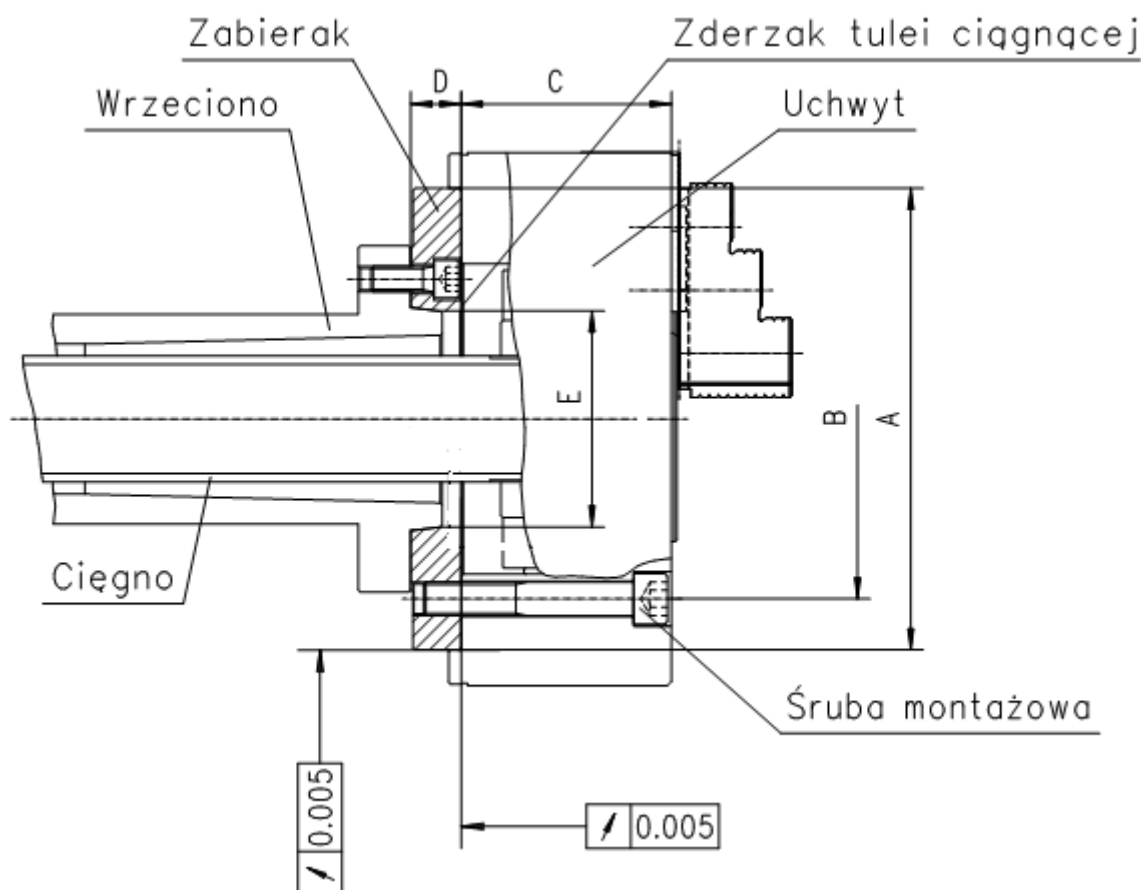 Zabierak
Zderzak tulei ciągnącej
D
C
Wrzeciono
Uchwyt
E
B
A
Cięgno
Śruba montażowa
0.005
0.005